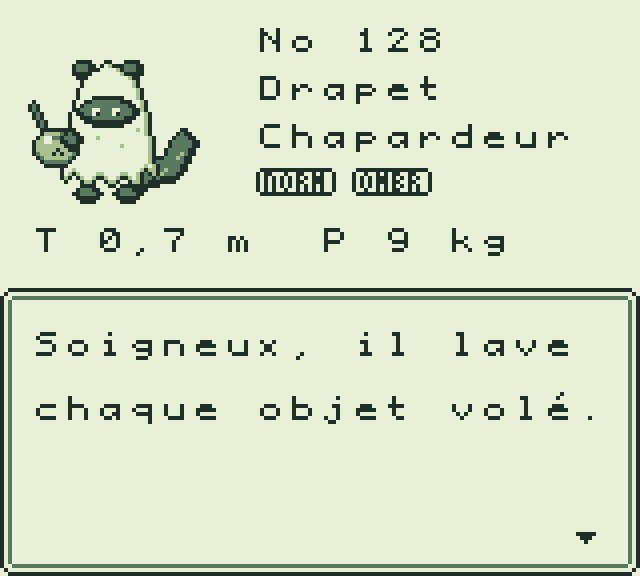 No 128
Drapet
Chapardeur
NORM OMBR
T 0,7 m P 9 kg
Soigneux, il lave
chaque objet volé.